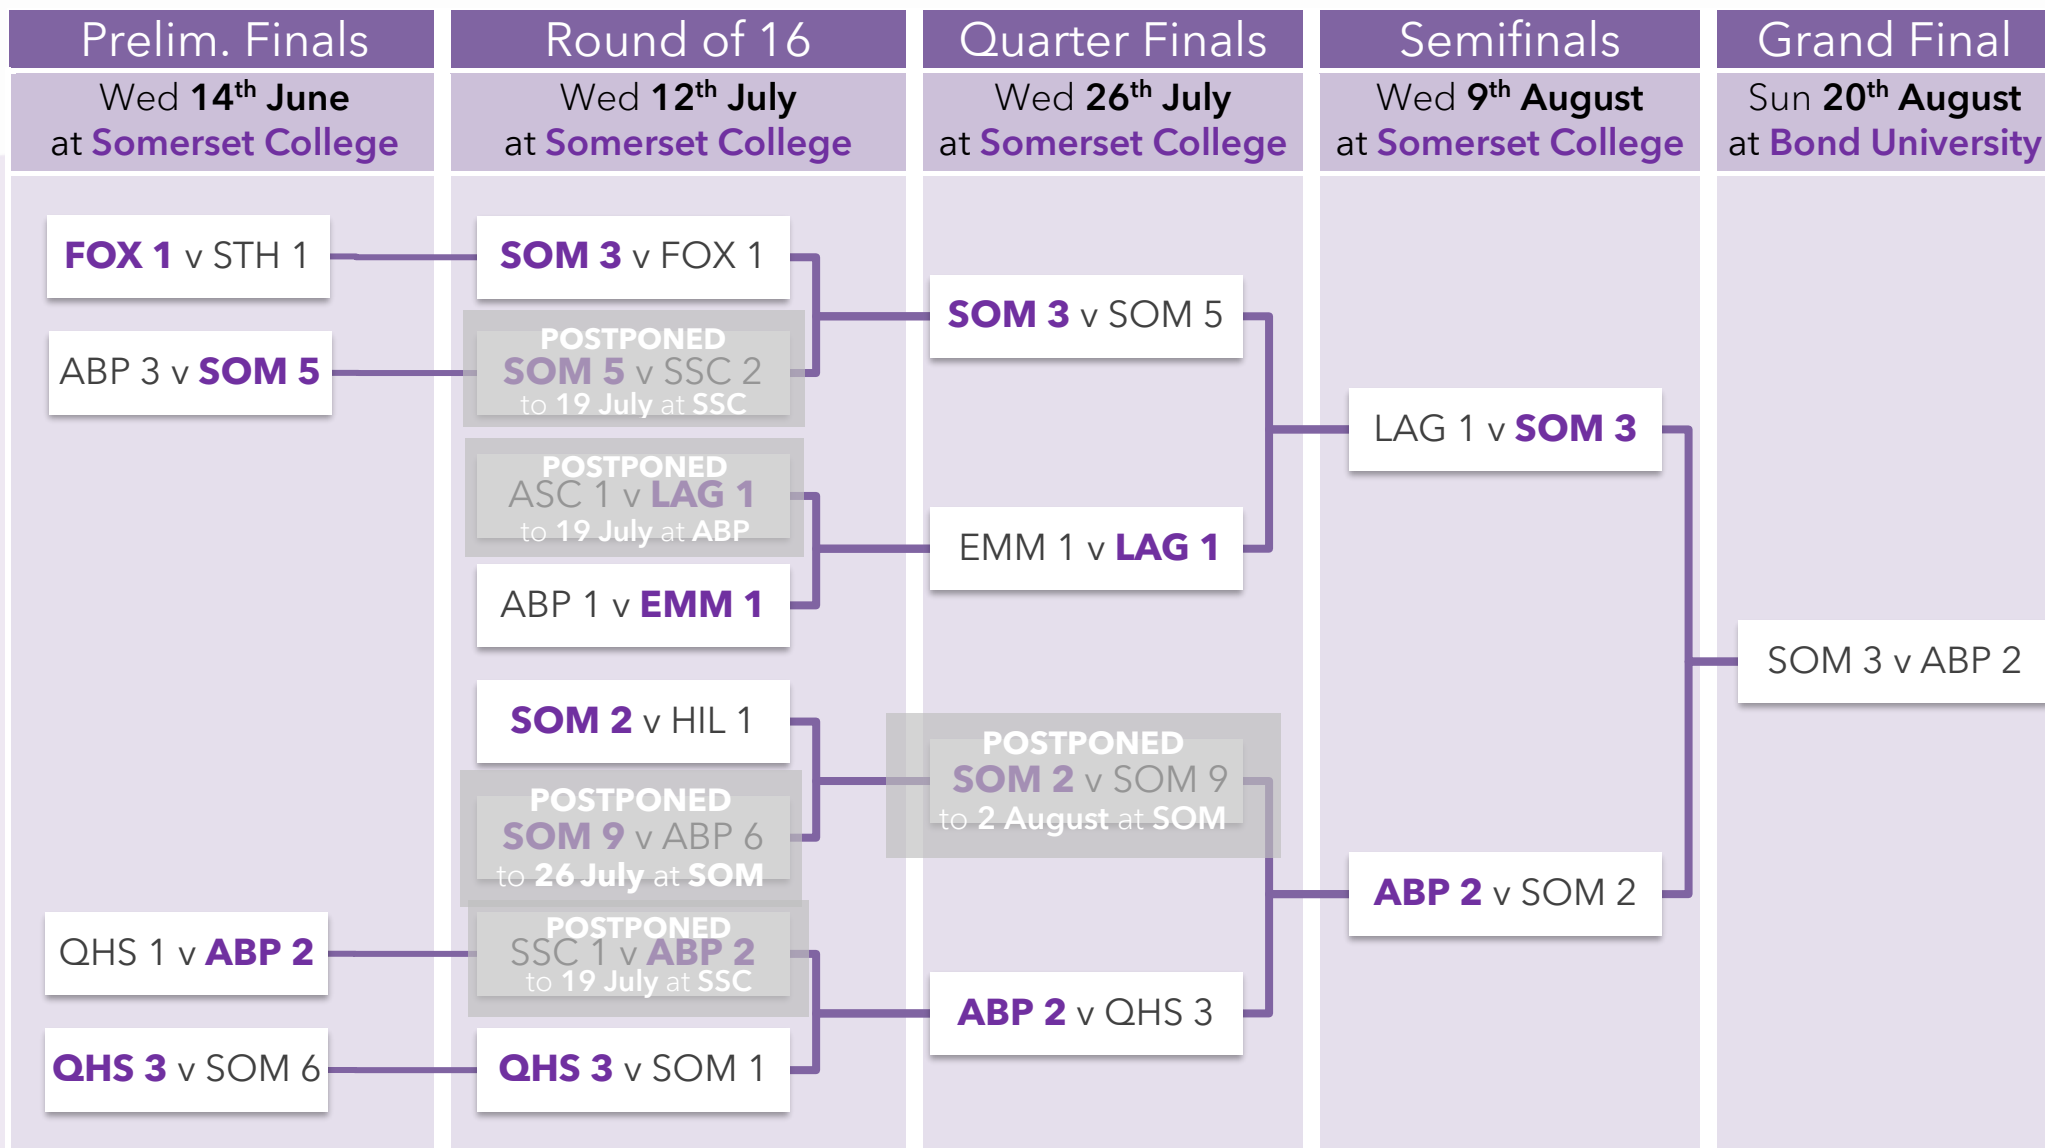 Prelim. Finals
Wed 14th June
at Somerset College
FOX 1 v STH 1
ABP 3 v SOM 5
QHS 1 v ABP 2
QHS 3 v SOM 6
Round of 16
Wed 12th July
at Somerset College
SOM 3 v FOX 1
POSTPONED
SOM 5 v SSC 2
to 19 July at SSC
POSTPONED
ASC 1 v LAG 1
to 19 July at ABP
ABP 1 v EMM 1
SOM 2 v HIL 1
POSTPONED
SOM 9 v ABP 6
to 26 July at SOM
POSTPONED
SSC 1 v ABP 2
to 19 July at SSC
QHS 3 v SOM 1
Quarter Finals
Wed 26th July
at Somerset College
SOM 3 v SOM 5
EMM 1 v LAG 1
POSTPONED
SOM 2 v SOM 9
to 2 August at SOM
ABP 2 v QHS 3
Semifinals
Wed 9th August
at Somerset College
LAG 1 v SOM 3
ABP 2 v SOM 2
Grand Final
Sun 20th August
at Bond University
SOM 3 v ABP 2